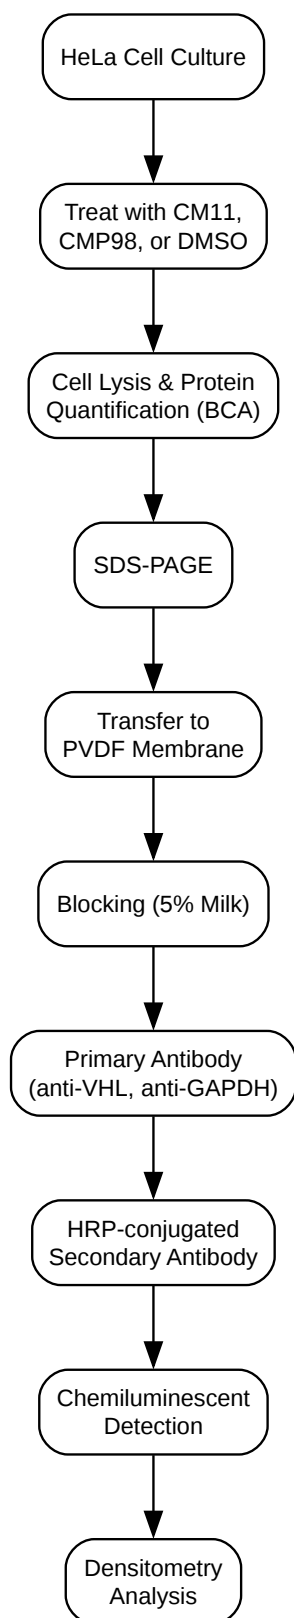 HeLa Cell Culture
Treat with CM11,
CMP98, or DMSO
Cell Lysis & Protein
Quantification (BCA)
SDS-PAGE
Transfer to
PVDF Membrane
Blocking (5% Milk)
Primary Antibody
(anti-VHL, anti-GAPDH)
HRP-conjugated
Secondary Antibody
Chemiluminescent
Detection
Densitometry
Analysis